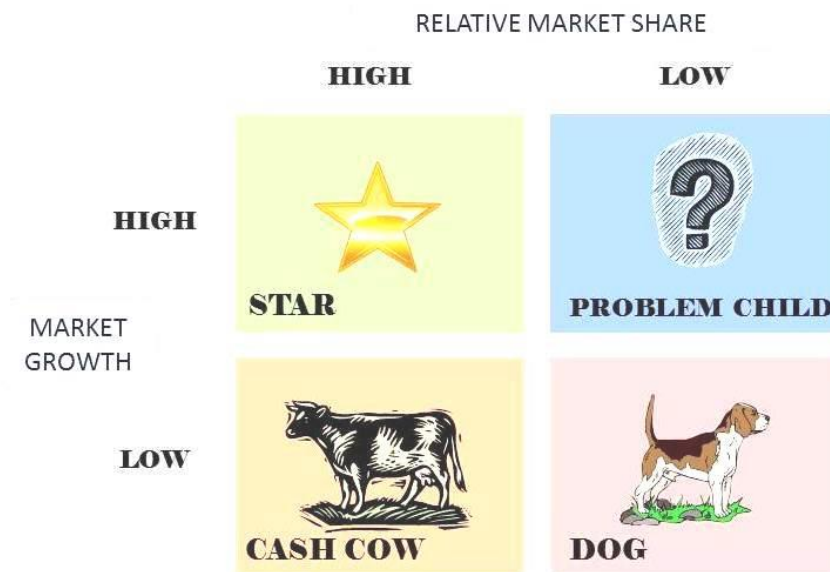 RELATIVE MARKET SHARE
HIGH LOW
HIGH
STAR PROBLEM CHILD
MARKET
GROWTH
LOW
CASH COW DOG